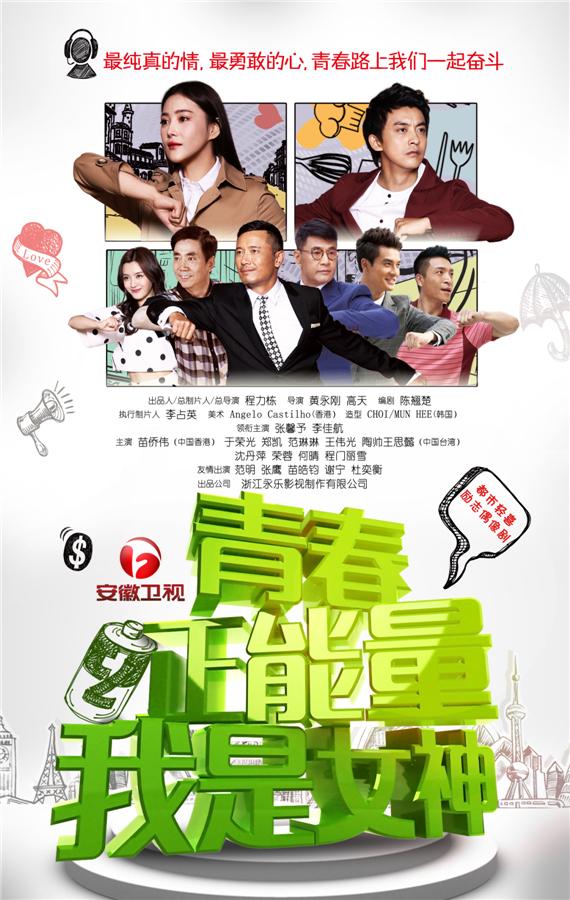 最纯真的情，最勇敢的心，青春路上我们一起奋斗
Love
出品人/总制片人/总导演 程力栋 导演 黄永刚 高天 编剧 陈翘楚
执行制片人 李占英 美术 Angelo Castilho(香港) 造型 CHOI/MUN HEE(韩国)
领衔主演 张馨予 李佳航
主演 苗侨伟(中国香港) 于荣光 郑凯 范琳琳 王伟光 陶帅王思懿(中国台湾)
沈丹萍 荣蓉 何晴 程门丽雪
友情出演 范明 张鹰 苗皓钧 谢宁 杜奕衡
出品公司 浙江永乐影视制作有限公司
都市轻喜
励志偶像剧
$
安徽卫视
青春
正能量
我是女神